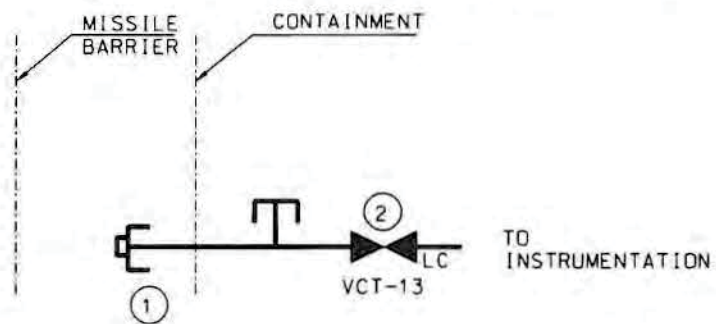 MISSILE
BARRIER
CONTAINMENT
2
TO
INSTRUMENTATION
LC
VCT-13
1